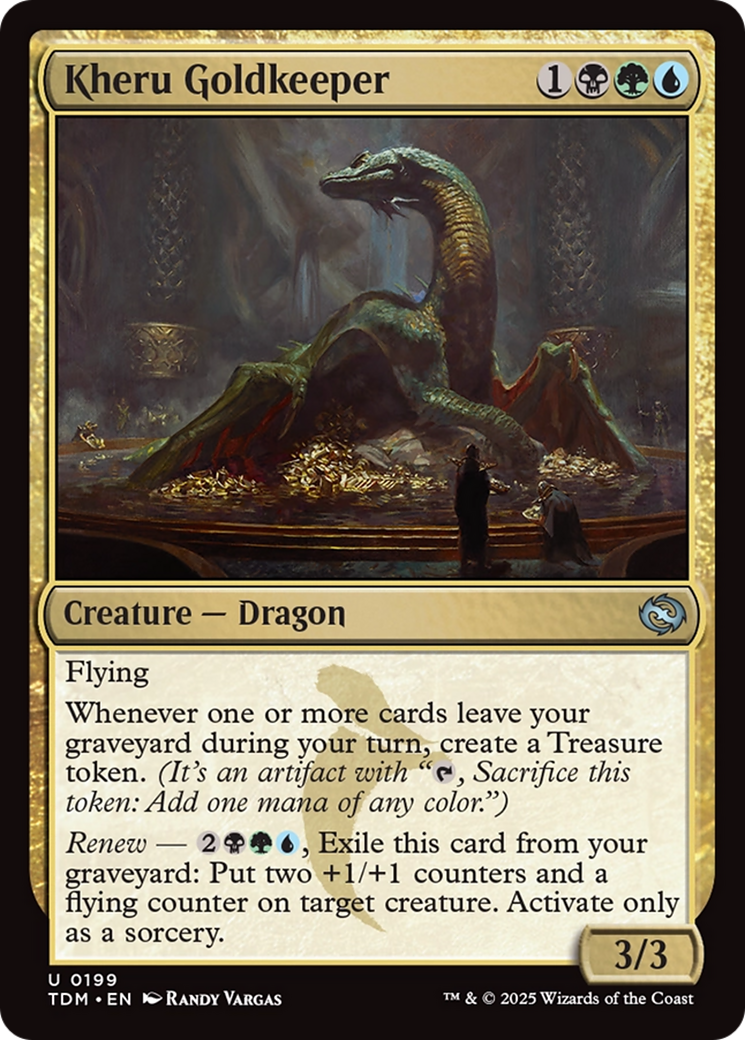 Kheru Goldkeeper 1
Creature — Dragon
Flying
Whenever one or more cards leave your
graveyard during your turn, create a Treasure
token. (It's an artifact with “, Sacrifice this
token: Add one mana of any color.”)
Renew — 2, Exile this card from your
graveyard: Put two +1/+1 counters and a
flying counter on target creature. Activate only
as a sorcery.
3/3
U 0199
TDM • EN Randy Vargas
™ & © 2025 Wizards of the Coast